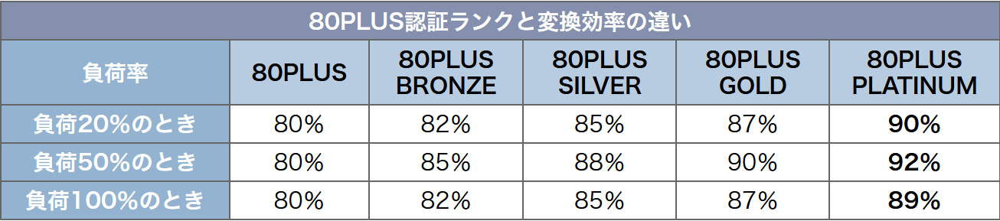 80PLUS認証ランクと変換効率の違い
負荷率 80PLUS 80PLUS BRONZE 80PLUS SILVER 80PLUS GOLD 80PLUS PLATINUM
負荷20%のとき 80% 82% 85% 87% 90%
負荷50%のとき 80% 85% 88% 90% 92%
負荷100%のとき 80% 82% 85% 87% 89%